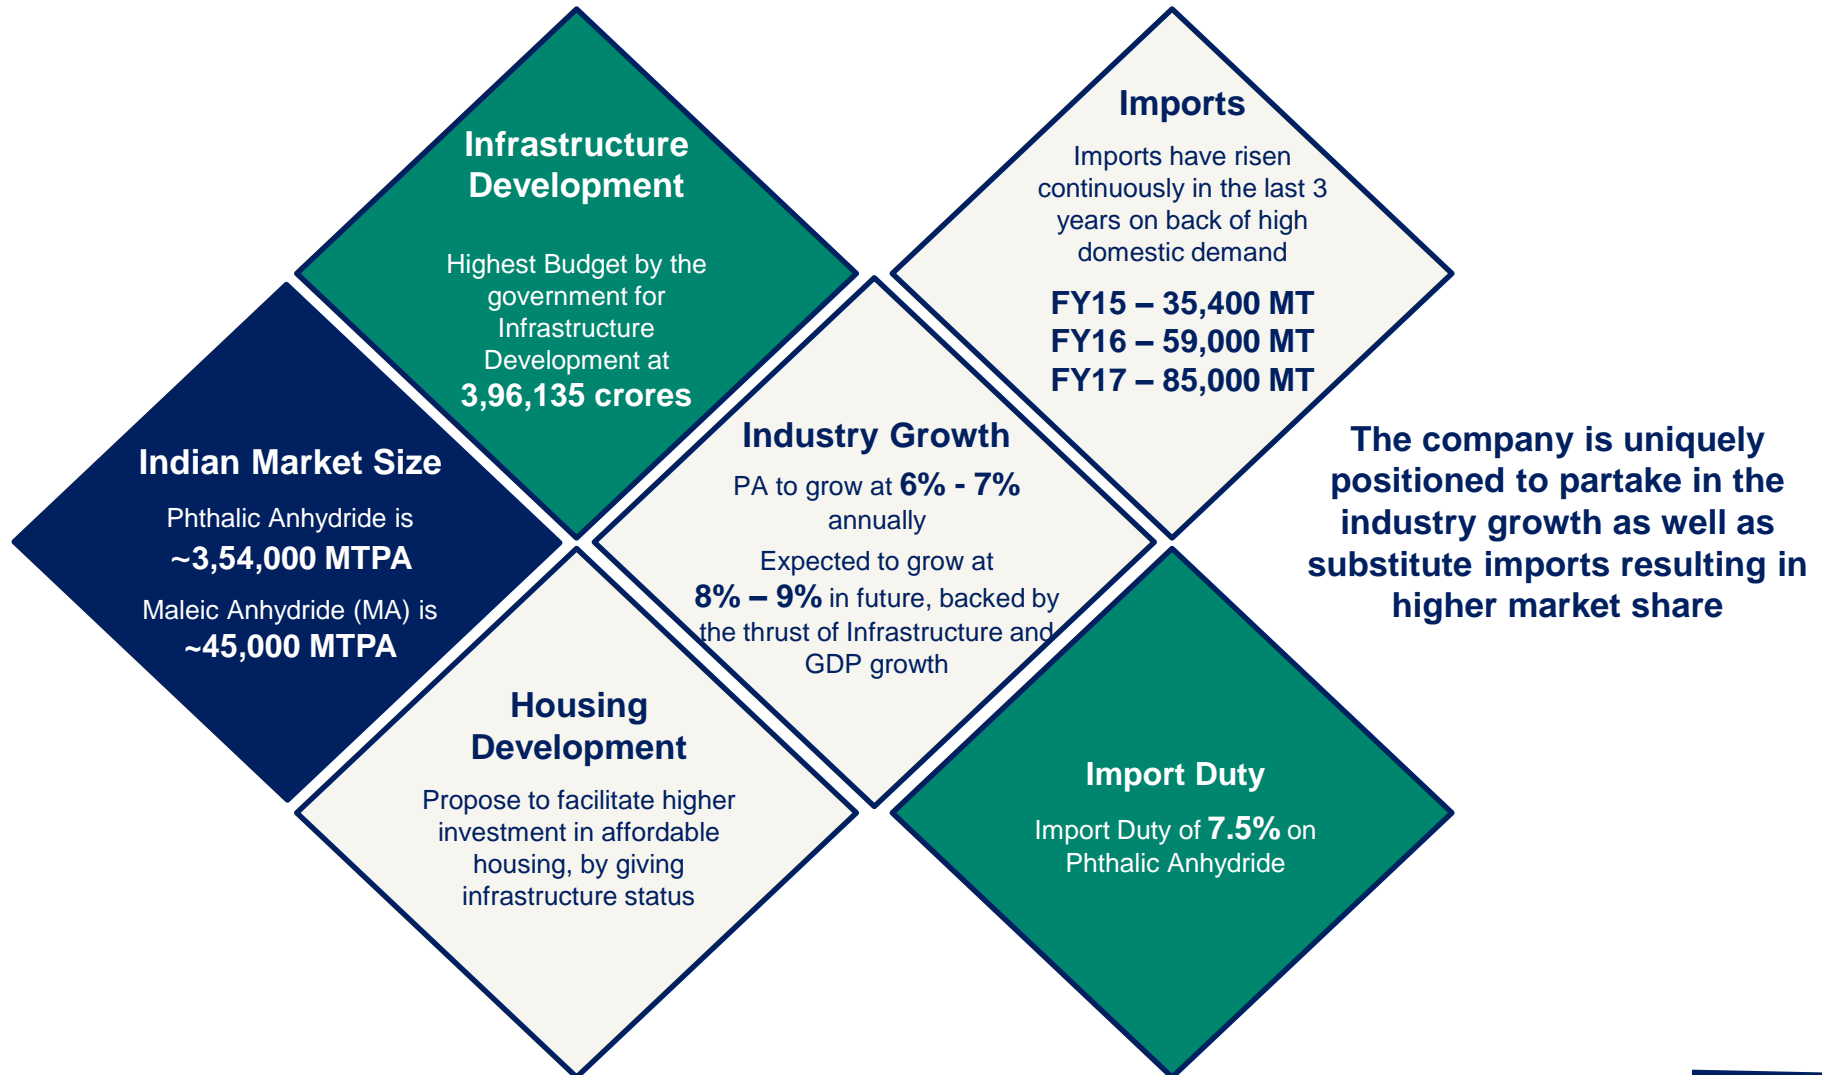 Infrastructure
Development
Highest Budget by the
government for
Infrastructure
Development at
3,96,135 crores
Imports
Imports have risen
continuously in the last 3
years on back of high
domestic demand
FY15 – 35,400 MT
FY16 – 59,000 MT
FY17 – 85,000 MT
Indian Market Size
Phthalic Anhydride is
~3,54,000 MTPA
Maleic Anhydride (MA) is
~45,000 MTPA
Industry Growth
PA to grow at 6% - 7%
annually
Expected to grow at
8% – 9% in future, backed by
the thrust of Infrastructure and
GDP growth
The company is uniquely
positioned to partake in the
industry growth as well as
substitute imports resulting in
higher market share
Housing
Development
Propose to facilitate higher
investment in affordable
housing, by giving
infrastructure status
Import Duty
Import Duty of 7.5% on
Phthalic Anhydride